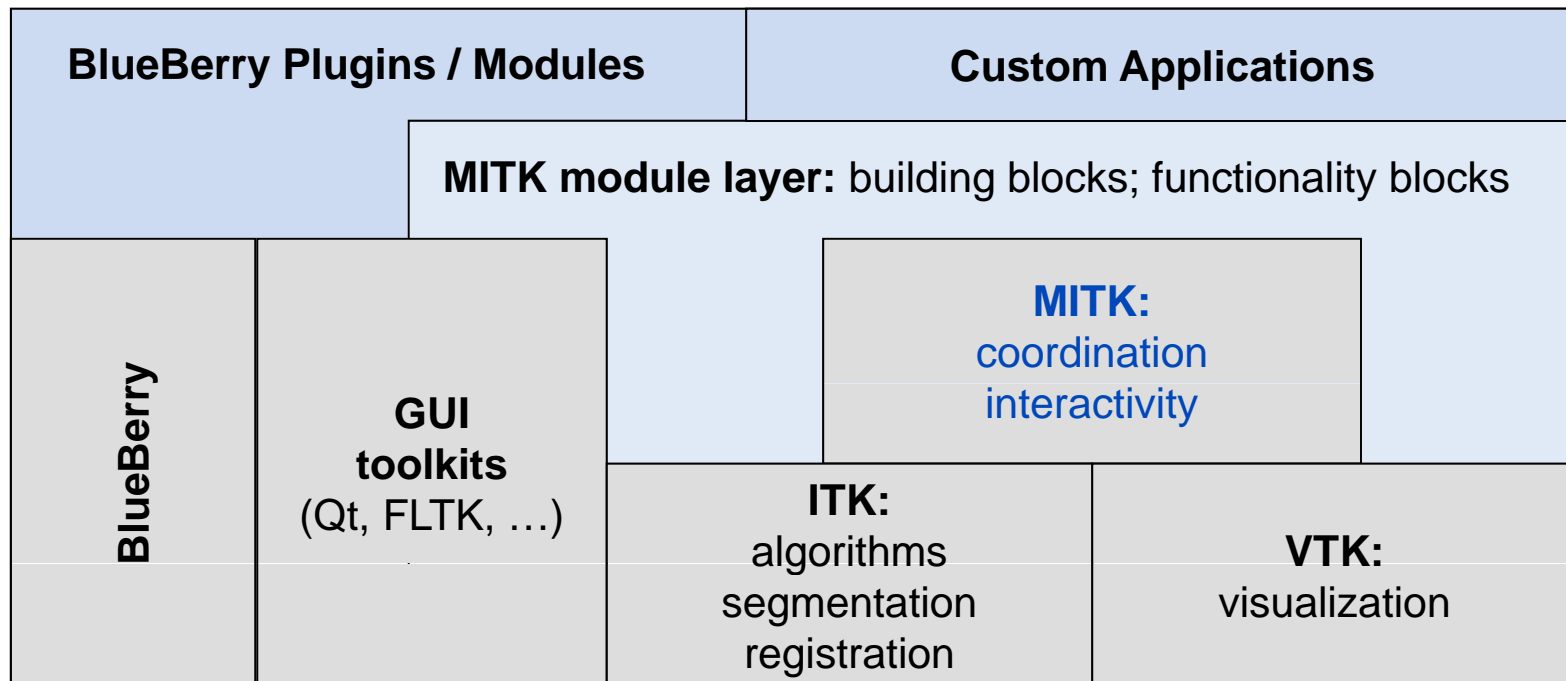 BlueBerry Plugins / Modules
Custom Applications
MITK module layer: building blocks; functionality blocks
BlueBerry
GUI
toolkits
(Qt, FLTK, …)
MITK:
coordination
interactivity
ITK:
algorithms
segmentation
registration
VTK:
visualization